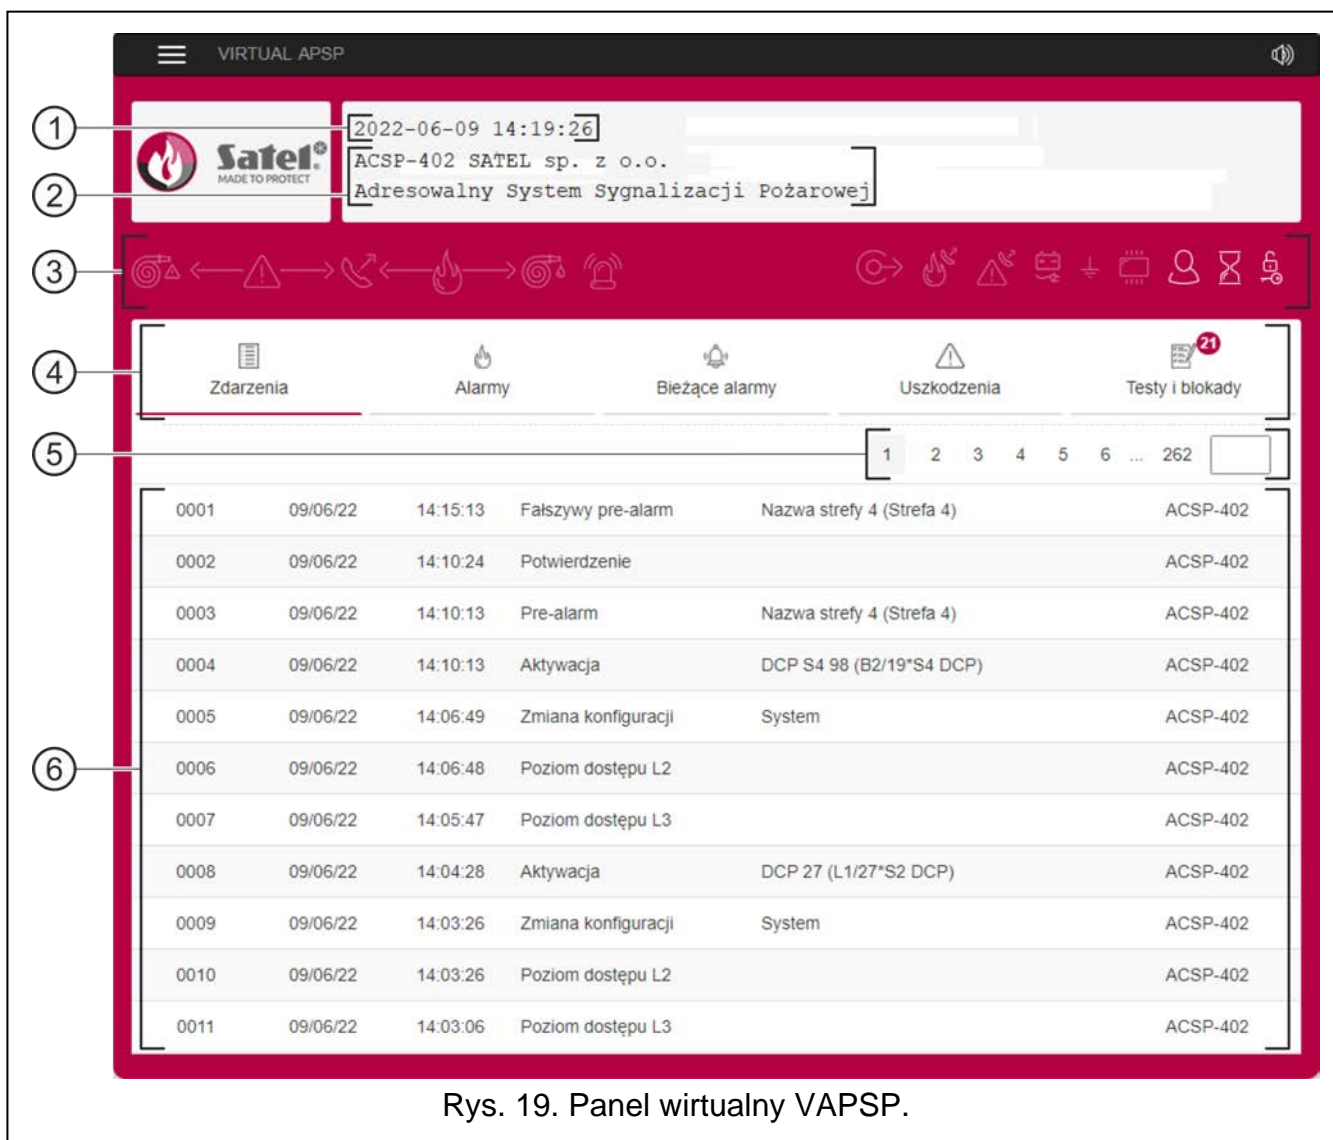 VIRTUAL APSP
1
2022-06-09 14:19:26
Satel®
MADE TO PROTECT
ACSP-402 SATEL sp. z o.o.
2
Adresowalny System Sygnalizacji Pożarowej
3
4
21
Zdarzenia Alarmy Bieżące alarmy Uszkodzenia Testy i blokady
5
1 2 3 4 5 6 ... 262
0001 09/06/22 14:15:13 Fałszywy pre-alarm Nazwa strefy 4 (Strefa 4) ACSP-402
0002 09/06/22 14:10:24 Potwierdzenie ACSP-402
0003 09/06/22 14:10:13 Pre-alarm Nazwa strefy 4 (Strefa 4) ACSP-402
0004 09/06/22 14:10:13 Aktywacja DCP S4 98 (B2/19*S4 DCP) ACSP-402
0005 09/06/22 14:06:49 Zmiana konfiguracji System ACSP-402
6
0006 09/06/22 14:06:48 Poziom dostępu L2 ACSP-402
0007 09/06/22 14:05:47 Poziom dostępu L3 ACSP-402
0008 09/06/22 14:04:28 Aktywacja DCP 27 (L1/27*S2 DCP) ACSP-402
0009 09/06/22 14:03:26 Zmiana konfiguracji System ACSP-402
0010 09/06/22 14:03:26 Poziom dostępu L2 ACSP-402
0011 09/06/22 14:03:06 Poziom dostępu L3 ACSP-402
Rys. 19. Panel wirtualny VAPSP.